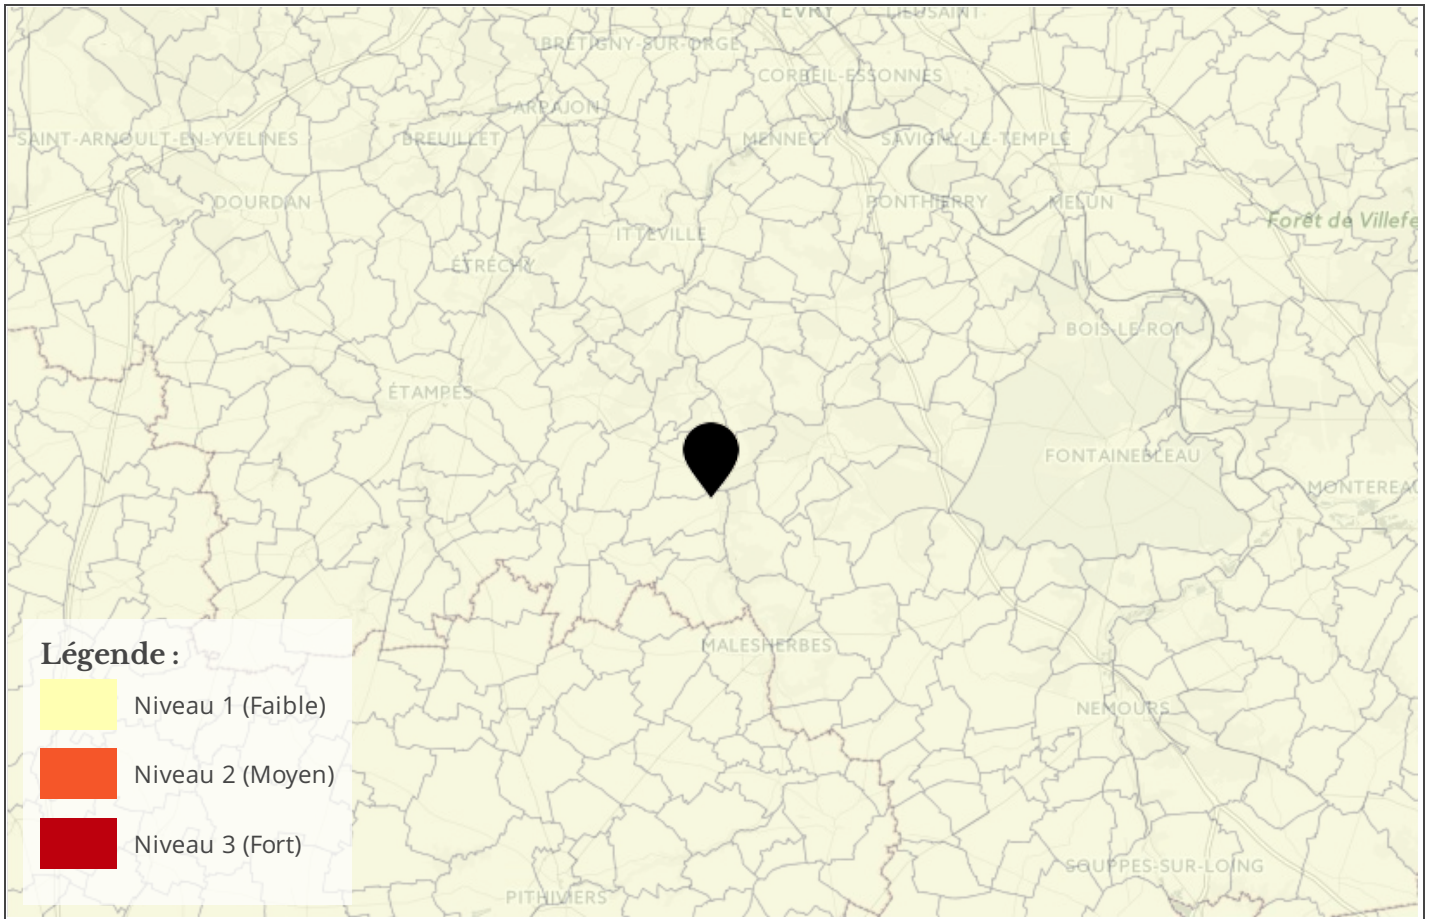 EVRY
LIEUSAINT
BRÉTIGNY-SUR-ORGE
CORBEIL-ESSONNES
ARPAJON
SAINT-ARNOULT-EN-YVELINES
BREUILLET
MENNECY
SAVIGNY-LE-TEMPLE
DOURDAN
PONTHIERRY
MELUN
Forêt de Villefe
ITTEVILLE
ÉTRÉCHY
BOIS-LE-ROI
ÉTAMPES
FONTAINEBLEAU
MONTEREAU
MALESHERBES
NEMOURS
SOUPPES-SUR-LOING
PITHIVIERS
Légende :
Niveau 1 (Faible)
Niveau 2 (Moyen)
Niveau 3 (Fort)